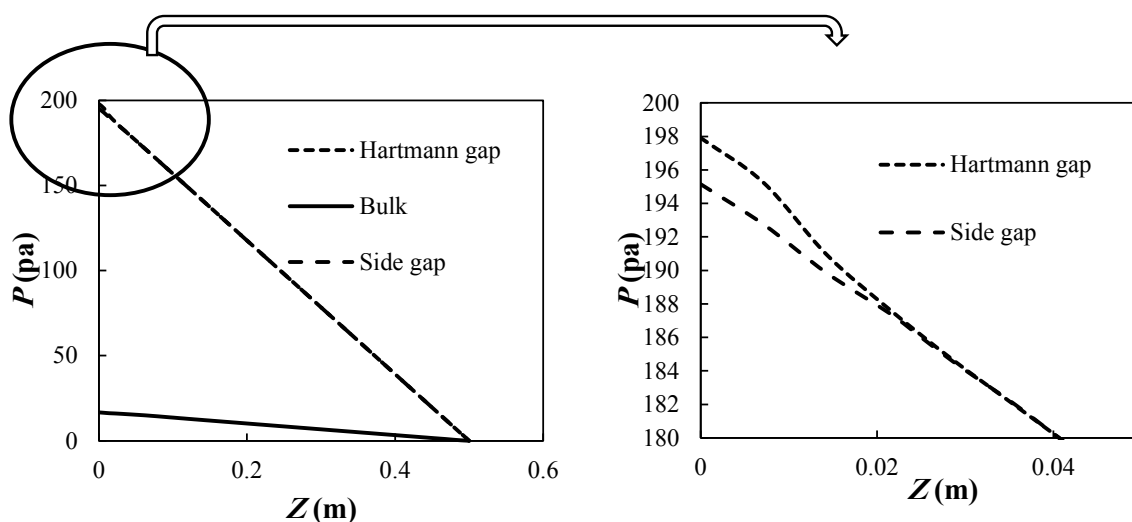 200
150
100
50
0
P (pa)
Hartmann gap
Bulk
Side gap
0
0.2
0.4
0.6
Z (m)
200
198
196
194
192
190
188
186
184
182
180
P (pa)
Hartmann gap
Side gap
0
0.02
0.04
Z (m)